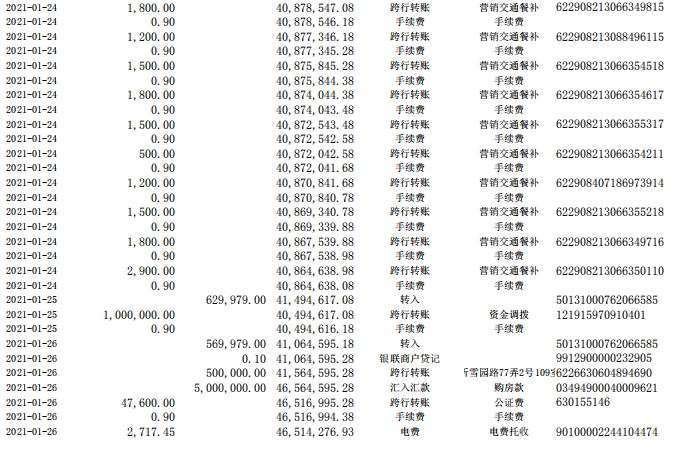 2021-01-24 1,800.00 40,878,547.08 跨行转账 营销交通餐补 622908213066349815
2021-01-24 0.90 40,878,546.18 手续费 手续费
2021-01-24 1,200.00 40,877,346.18 跨行转账 营销交通餐补 622908213088496115
2021-01-24 0.90 40,877,345.28 手续费 手续费
2021-01-24 1,500.00 40,875,845.28 跨行转账 营销交通餐补 622908213066354518
2021-01-24 0.90 40,875,844.38 手续费 手续费
2021-01-24 1,800.00 40,874,044.38 跨行转账 营销交通餐补 622908213066354617
2021-01-24 0.90 40,874,043.48 手续费 手续费
2021-01-24 1,500.00 40,872,543.48 跨行转账 营销交通餐补 622908213066355317
2021-01-24 0.90 40,872,542.58 手续费 手续费
2021-01-24 500.00 40,872,042.58 跨行转账 营销交通餐补 622908213066354211
2021-01-24 0.90 40,872,041.68 手续费 手续费
2021-01-24 1,200.00 40,870,841.68 跨行转账 营销交通餐补 622908407186973914
2021-01-24 0.90 40,870,840.78 手续费 手续费
2021-01-24 1,500.00 40,869,340.78 跨行转账 营销交通餐补 622908213066355218
2021-01-24 0.90 40,869,339.88 手续费 手续费
2021-01-24 1,800.00 40,867,539.88 跨行转账 营销交通餐补 622908213066349716
2021-01-24 0.90 40,867,538.98 手续费 手续费
2021-01-24 2,900.00 40,864,638.98 跨行转账 营销交通餐补 622908213066350110
2021-01-24 0.90 40,864,638.08 手续费 手续费
2021-01-25 629,979.00 41,494,617.08 转入 50131000762066585
2021-01-25 1,000,000.00 40,494,617.08 跨行转账 资金调拨 121915970910401
2021-01-25 0.90 40,494,616.18 手续费 手续费
2021-01-26 569,979.00 41,064,595.18 转入 50131000762066585
2021-01-26 0.10 41,064,595.28 银联商户贷记 9912900000232905
2021-01-26 500,000.00 41,564,595.28 跨行转账 雪园路77弄2号109 6226630604894690
2021-01-26 5,000,000.00 46,564,595.28 汇入汇款 购房款 03494900040009621
2021-01-26 47,600.00 46,516,995.28 跨行转账 公证费 630155146
2021-01-26 0.90 46,516,994.38 手续费 手续费
2021-01-26 2,717.45 46,514,276.93 电费 电费托收 90100002244104474